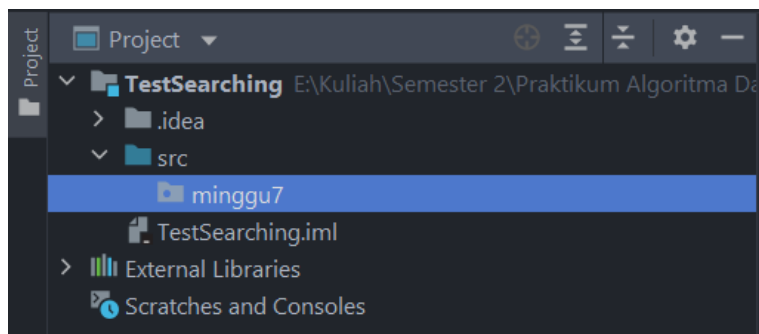 Project
Project
TestSearching E:\Kuliah\Semester 2\Praktikum Algoritma Da
.idea
src
minggu7
TestSearching.iml
External Libraries
Scratches and Consoles